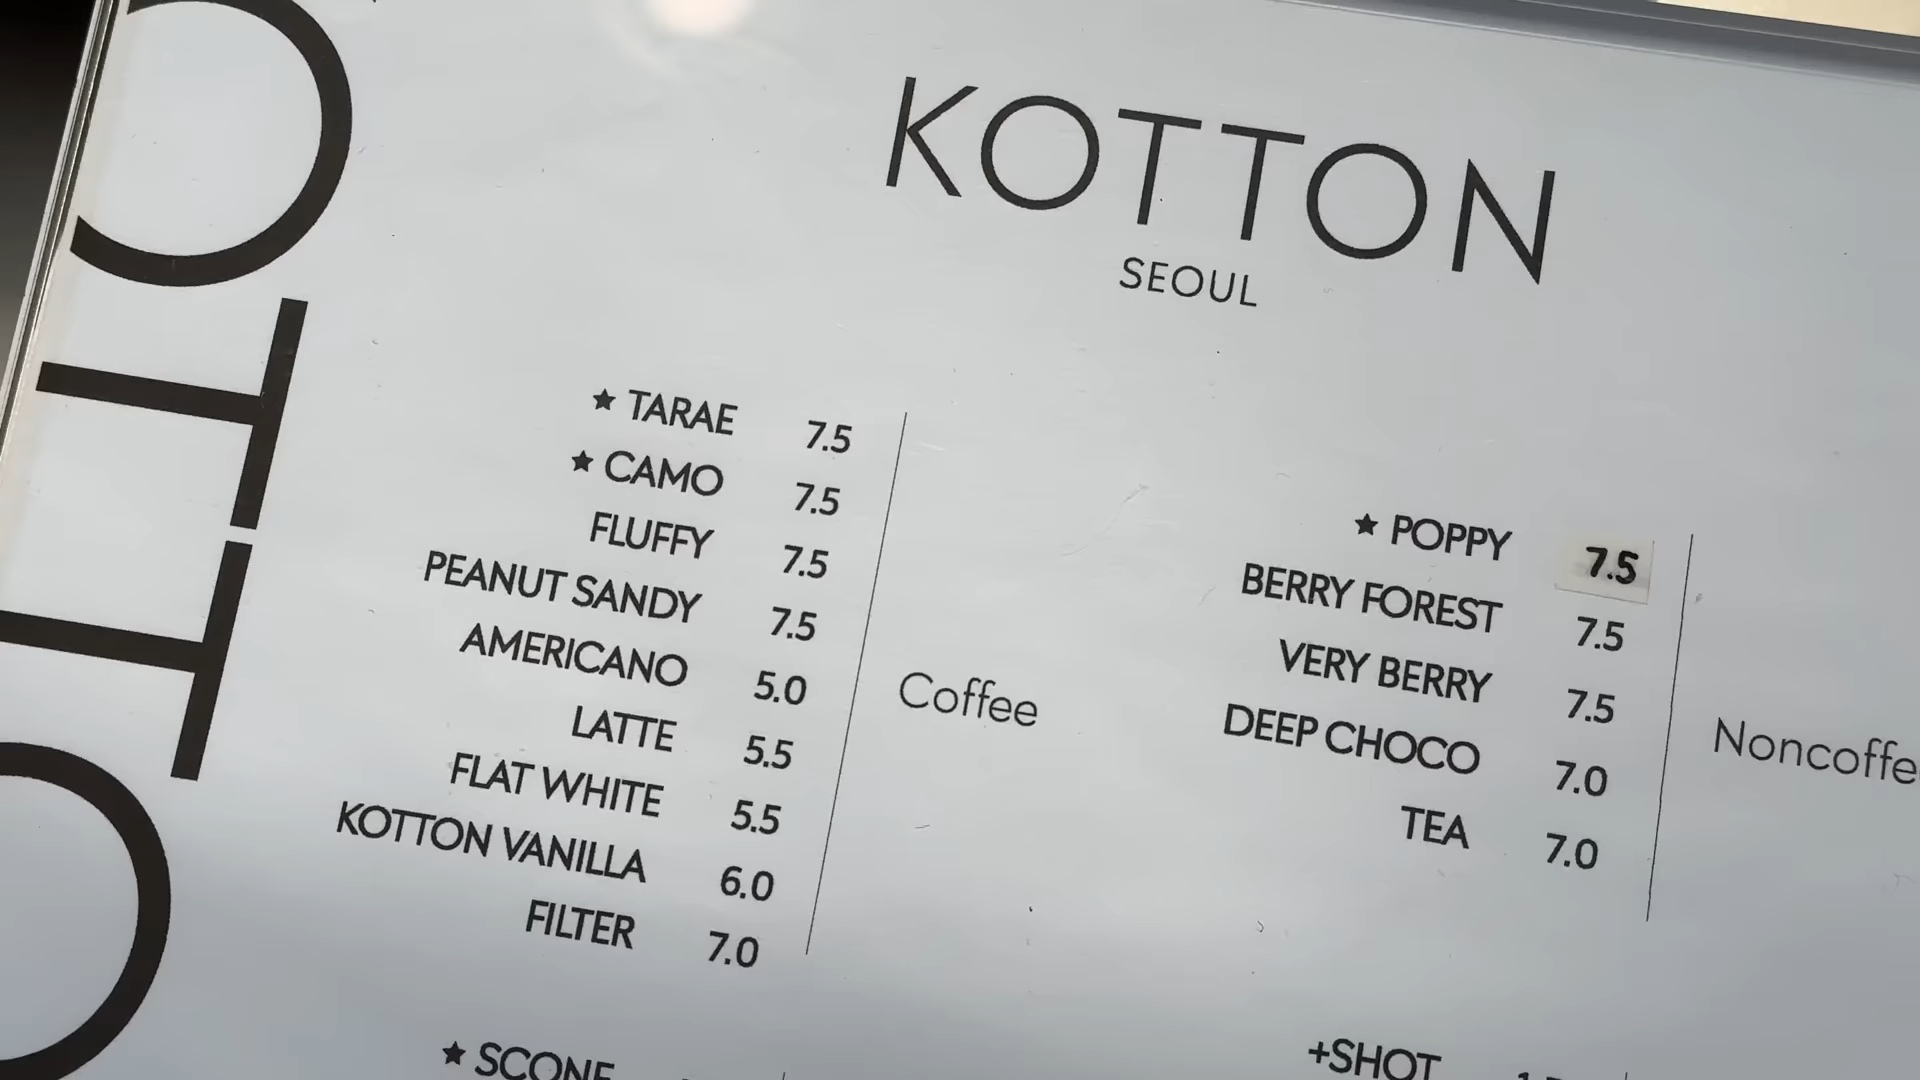 KOTTON
SEOUL
★ TARAE 7.5
★ CAMO 7.5
FLUFFY 7.5
PEANUT SANDY 7.5
AMERICANO 5.0
LATTE 5.5
FLAT WHITE 5.5
KOTTON VANILLA 6.0
FILTER 7.0
Coffee
★ POPPY 7.5
BERRY FOREST 7.5
VERY BERRY 7.5
DEEP CHOCO 7.0
TEA 7.0
Noncoffe
★ SCONE
+SHOT
OTTO